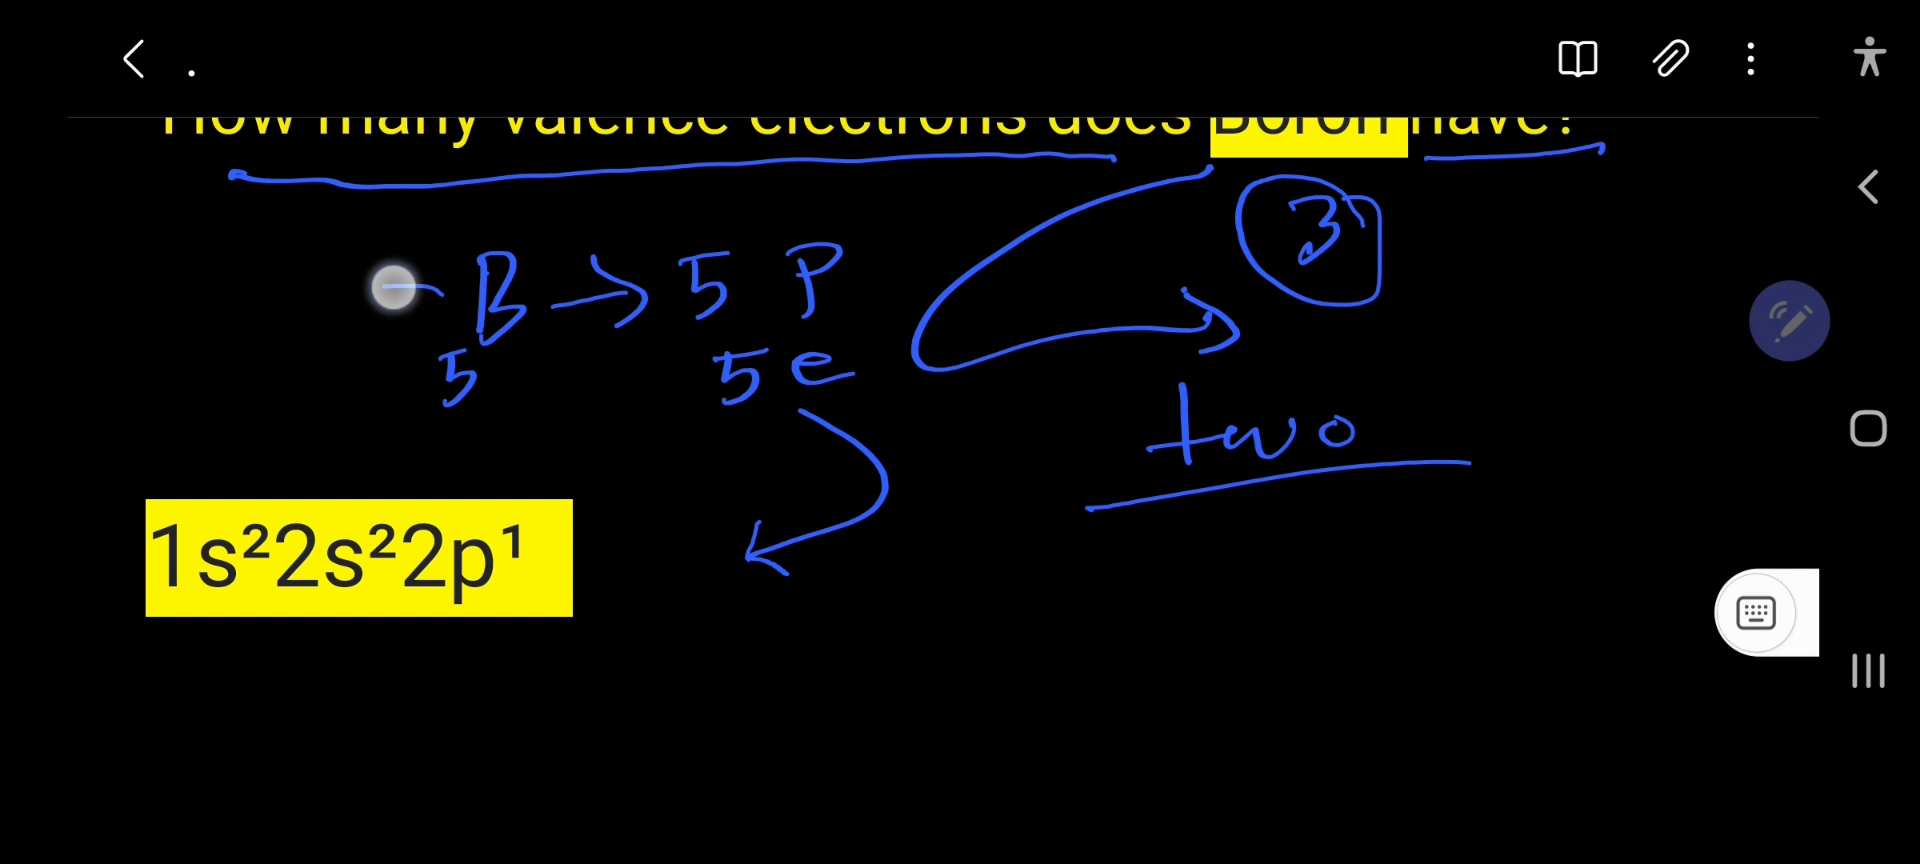 .
How many valence electrons does Boron have?
3
B → 5 P
5
5 e
two
1s²2s²2p¹